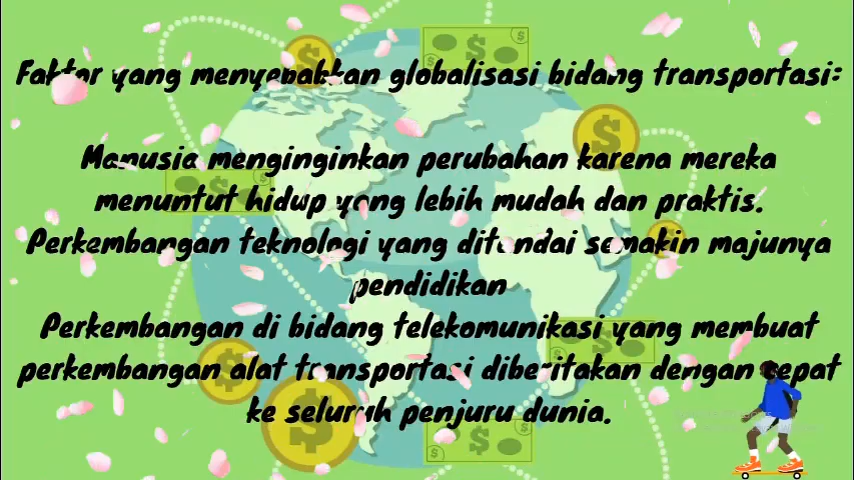 Faktor yang menyebabkan globalisasi bidang transportasi:
Manusia menginginkan perubahan karena mereka
menuntut hidup yang lebih mudah dan praktis.
Perkembangan teknologi yang ditandai semakin majunya
pendidikan
Perkembangan di bidang telekomunikasi yang membuat
perkembangan alat transportasi diberitakan dengan cepat
ke seluruh penjuru dunia.